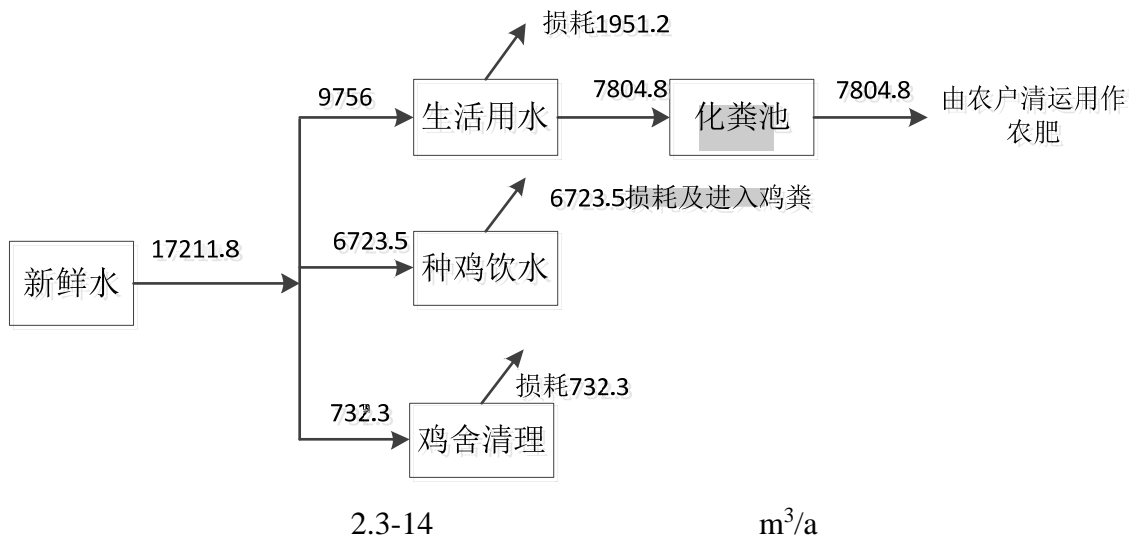 损耗1951.2
9756
生活用水
7804.8
化粪池
7804.8
由农户清运用作
农肥
6723.5损耗及进入鸡粪
新鲜水
17211.8
6723.5
种鸡饮水
损耗732.3
732.3
鸡舍清理
2.3-14 m³/a